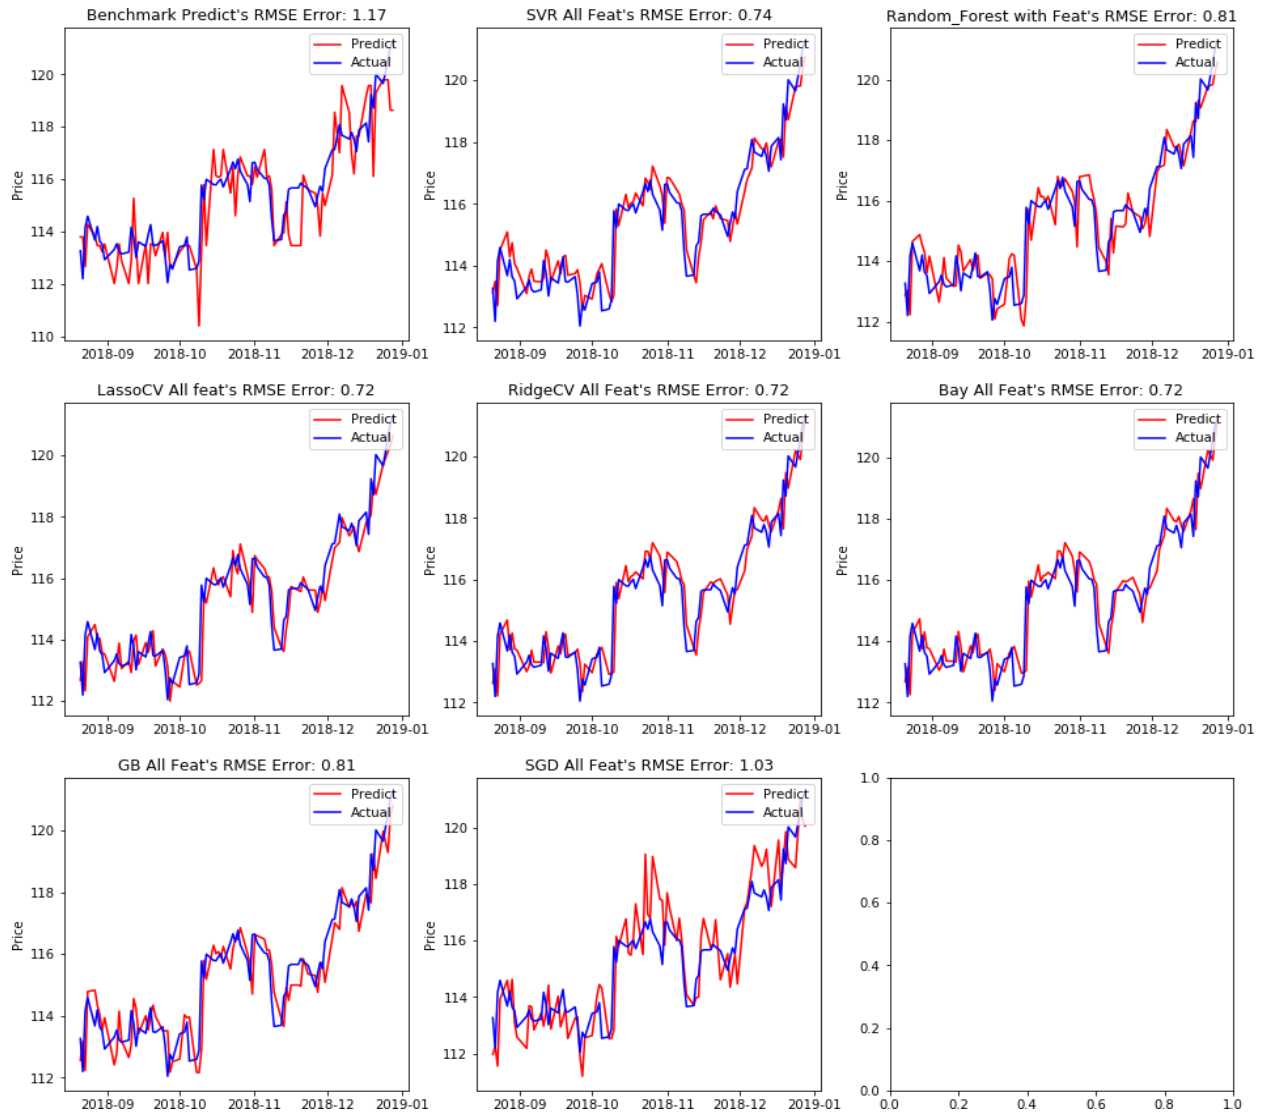 Benchmark Predict's RMSE Error: 1.17
Predict
Actual
Price
120
118
116
114
112
110
2018-09 2018-10 2018-11 2018-12 2019-01
SVR All Feat's RMSE Error: 0.74
Predict
Actual
Price
120
118
116
114
112
2018-09 2018-10 2018-11 2018-12 2019-01
Random_Forest with Feat's RMSE Error: 0.81
Predict
Actual
Price
120
118
116
114
112
2018-09 2018-10 2018-11 2018-12 2019-01
LassoCV All feat's RMSE Error: 0.72
Predict
Actual
Price
120
118
116
114
112
2018-09 2018-10 2018-11 2018-12 2019-01
RidgeCV All Feat's RMSE Error: 0.72
Predict
Actual
Price
120
118
116
114
112
2018-09 2018-10 2018-11 2018-12 2019-01
Bay All Feat's RMSE Error: 0.72
Predict
Actual
Price
120
118
116
114
112
2018-09 2018-10 2018-11 2018-12 2019-01
GB All Feat's RMSE Error: 0.81
Predict
Actual
Price
120
118
116
114
112
2018-09 2018-10 2018-11 2018-12 2019-01
SGD All Feat's RMSE Error: 1.03
Predict
Actual
Price
120
118
116
114
112
2018-09 2018-10 2018-11 2018-12 2019-01
1.0
0.8
0.6
0.4
0.2
0.0
0.0 0.2 0.4 0.6 0.8 1.0